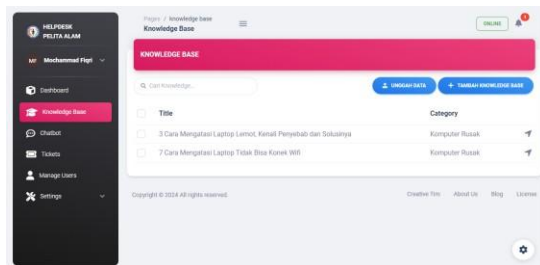 HELPDESK
PELITA ALAM
MF Mochammad Fiqri
Dashboard
Knowledge Base
Chatbot
Tickets
Manage Users
Settings
Pages / knowledge base
Knowledge Base
ONLINE
KNOWLEDGE BASE
Cari Knowledge...
UNGGAH DATA
+ TAMBAH KNOWLEDGE BASE
Title Category
3 Cara Mengatasi Laptop Lemot, Kenali Penyebab dan Solusinya Komputer Rusak
7 Cara Mengatasi Laptop Tidak Bisa Konek Wifi Komputer Rusak
Copyright © 2024 All rights reserved.
Creative Tim About Us Blog License